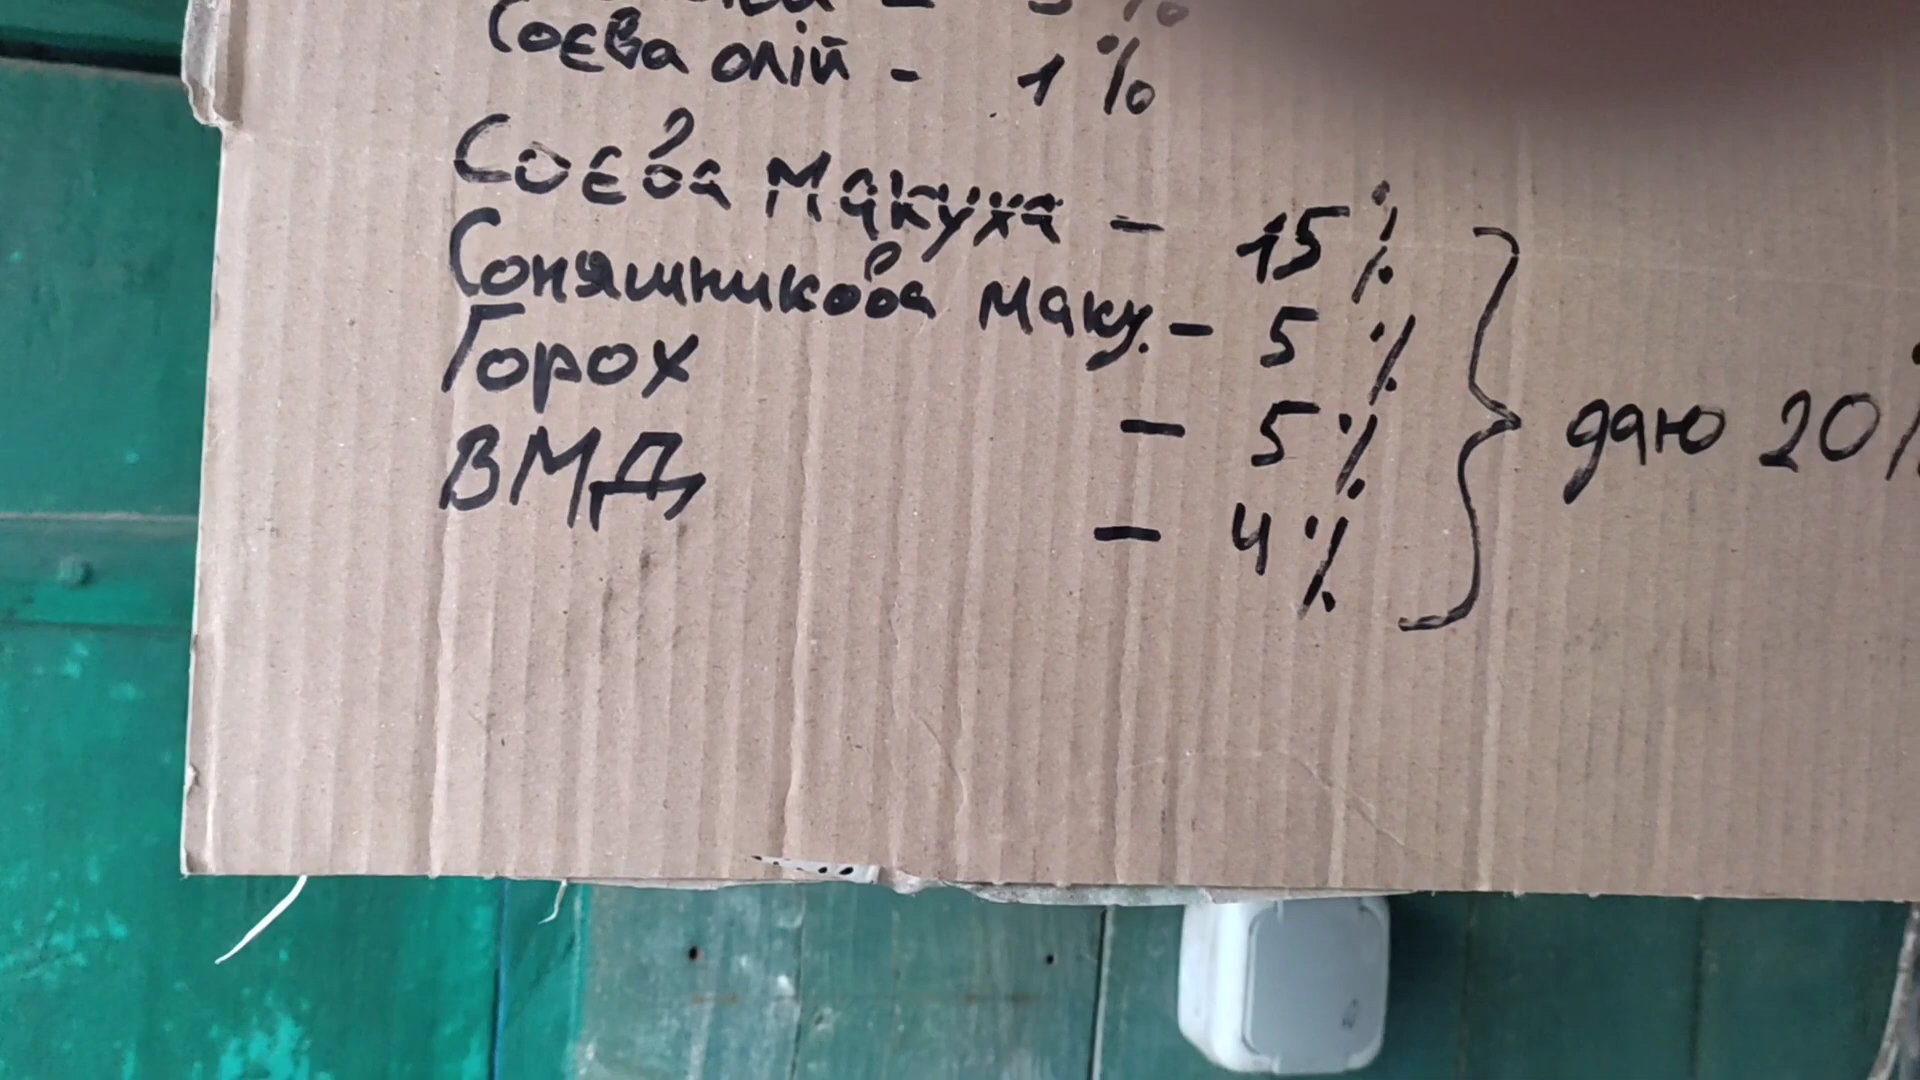 Соєва олій - 1%
Соєва макуха - 15%
Соняшникова маку. - 5%
Горох - 5%
ВМД - 4%
даю 20%